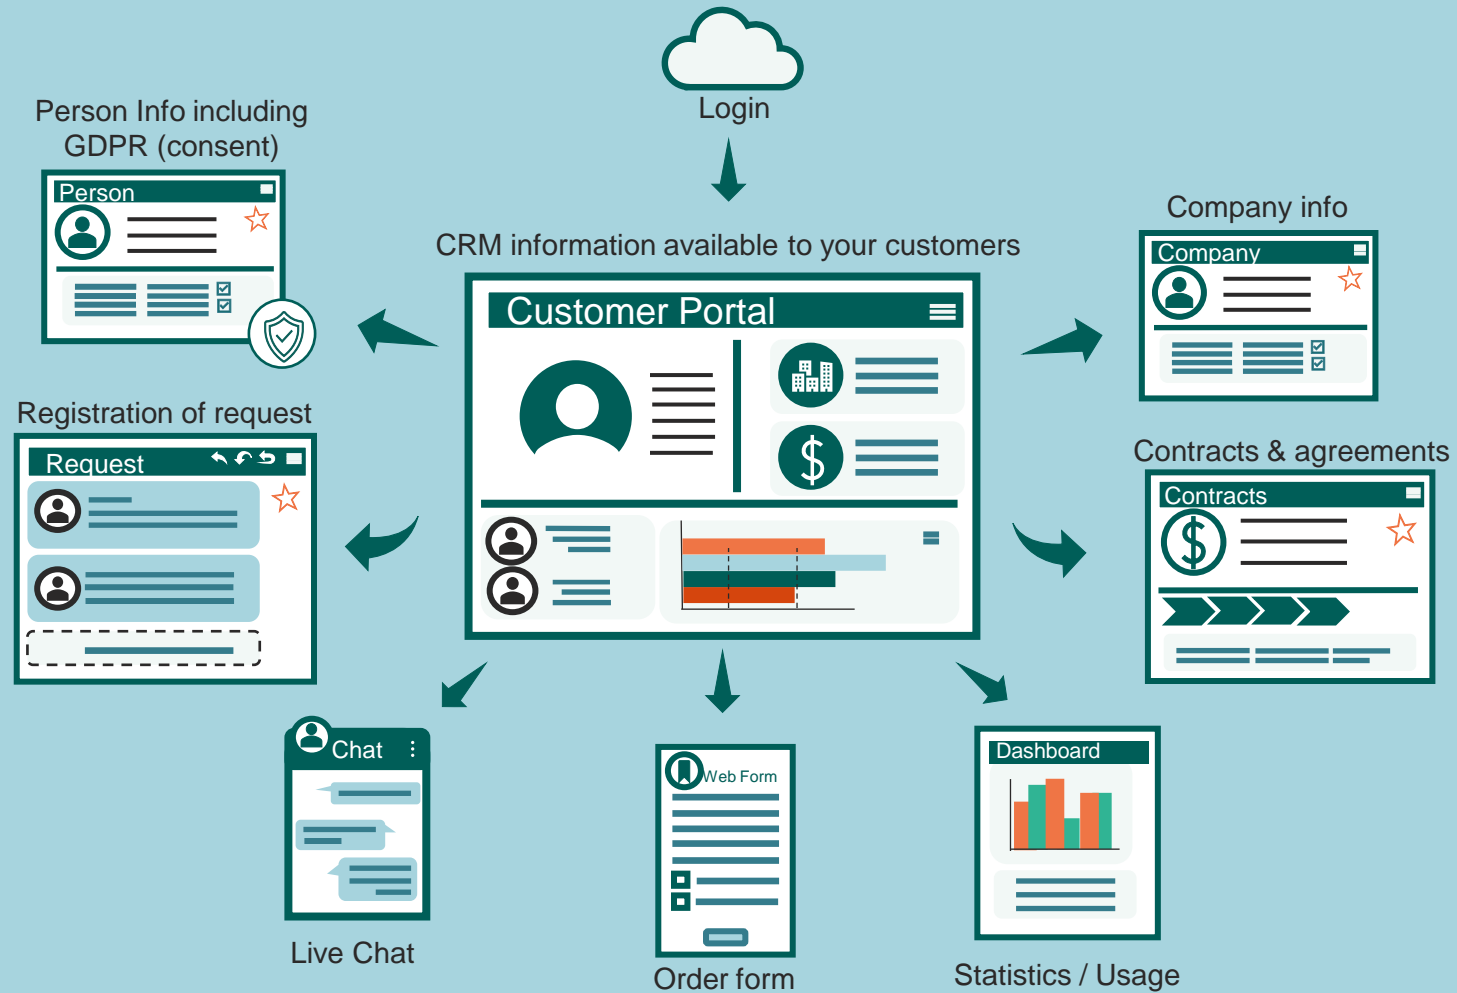 Login
Person Info including
GDPR (consent)
Person
CRM information available to your customers
Customer Portal
Company info
Company
Registration of request
Request
Contracts & agreements
Contracts
Chat
Live Chat
Web Form
Order form
Dashboard
Statistics / Usage